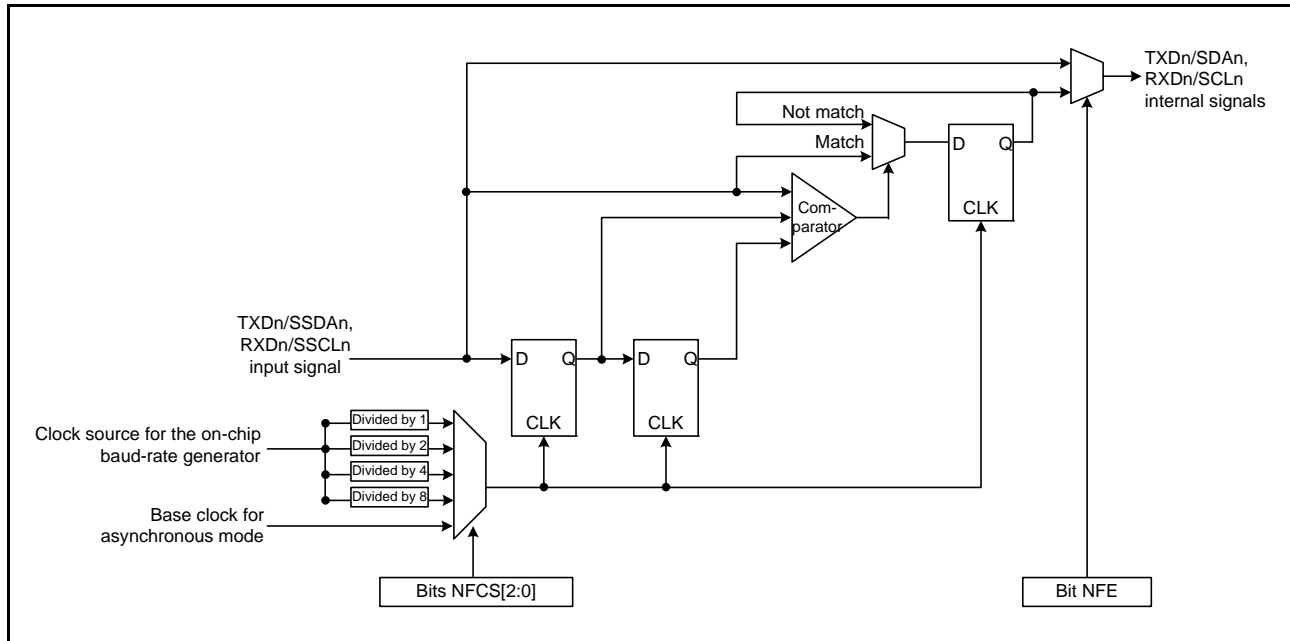 TXDn/SDAn,
RXDn/SCLn
internal signals
Not match
Match
D
Q
CLK
Com-
parator
TXDn/SSDAn,
RXDn/SSCLn
input signal
D
Q
CLK
D
Q
CLK
Clock source for the on-chip
baud-rate generator
Divided by 1
Divided by 2
Divided by 4
Divided by 8
Base clock for
asynchronous mode
Bits NFCS[2:0]
Bit NFE